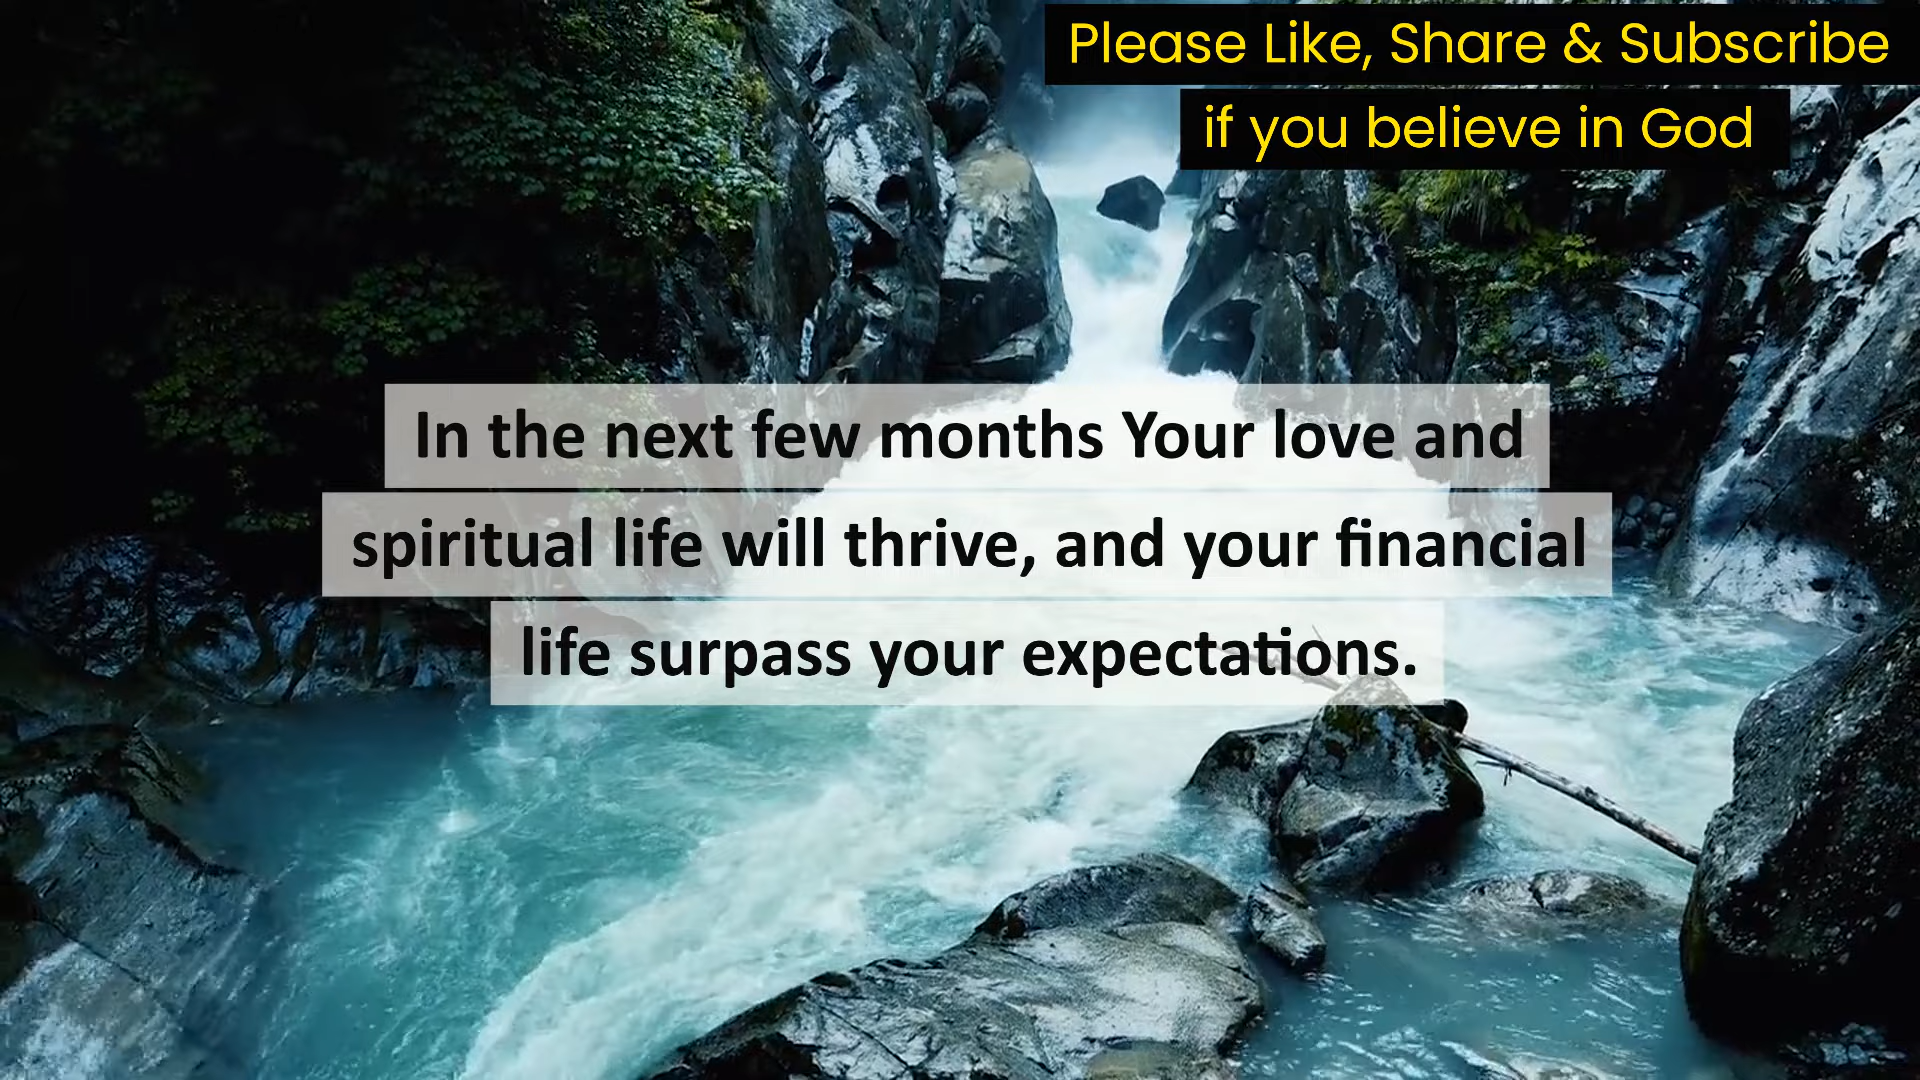 Please Like, Share & Subscribe
if you believe in God
In the next few months Your love and
spiritual life will thrive, and your financial
life surpass your expectations.